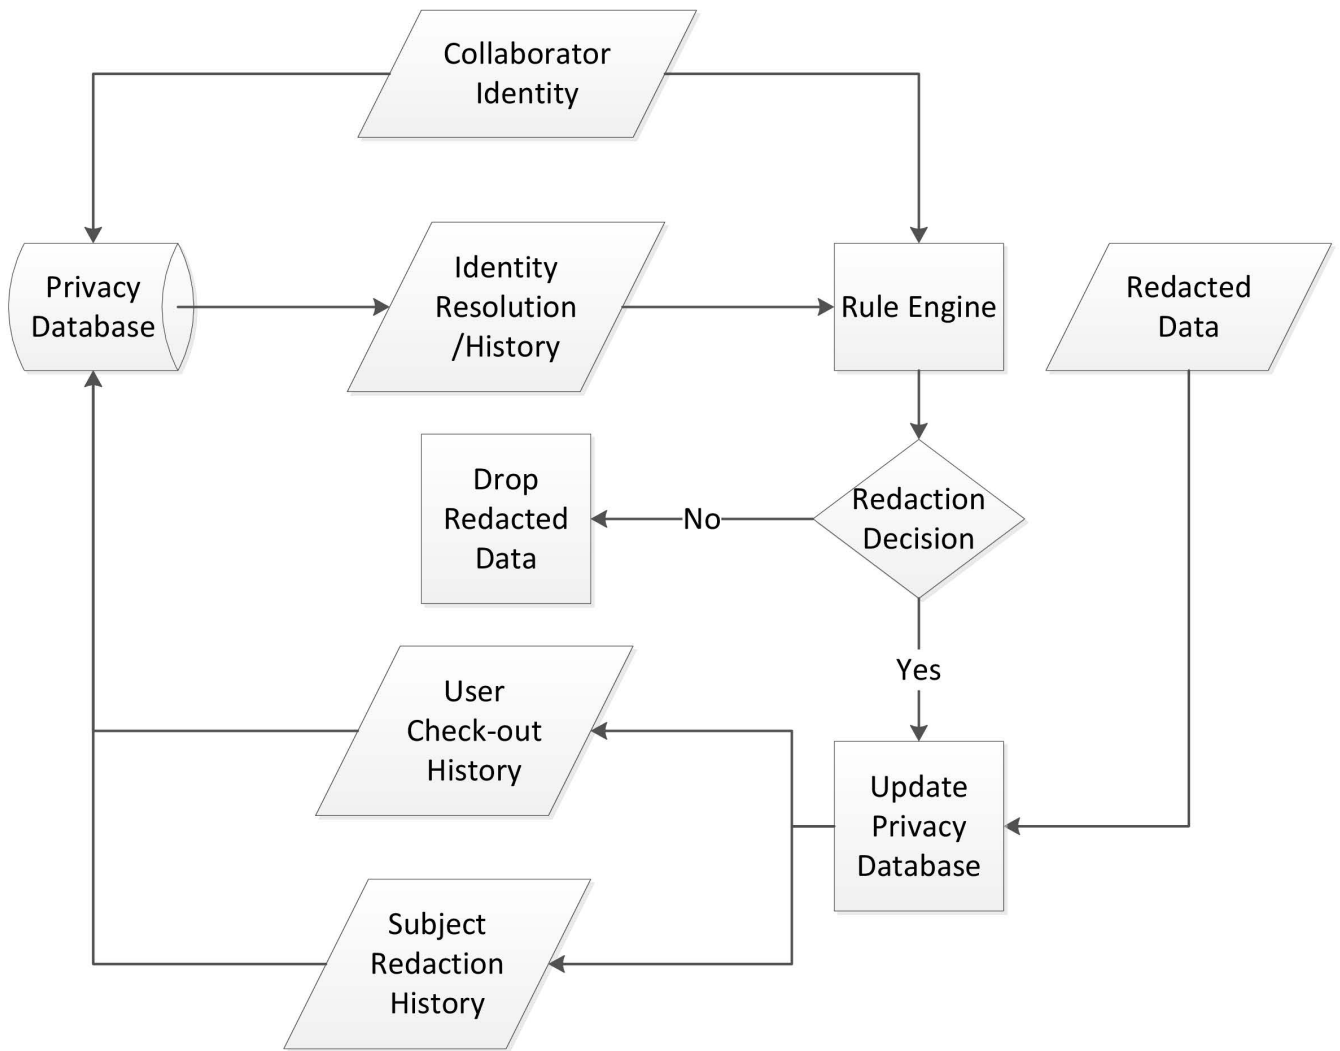 Collaborator
Identity
Privacy
Database
Identity
Resolution
/History
Rule Engine
Redacted
Data
Drop
Redacted
Data
No
Redaction
Decision
Yes
User
Check-out
History
Update
Privacy
Database
Subject
Redaction
History